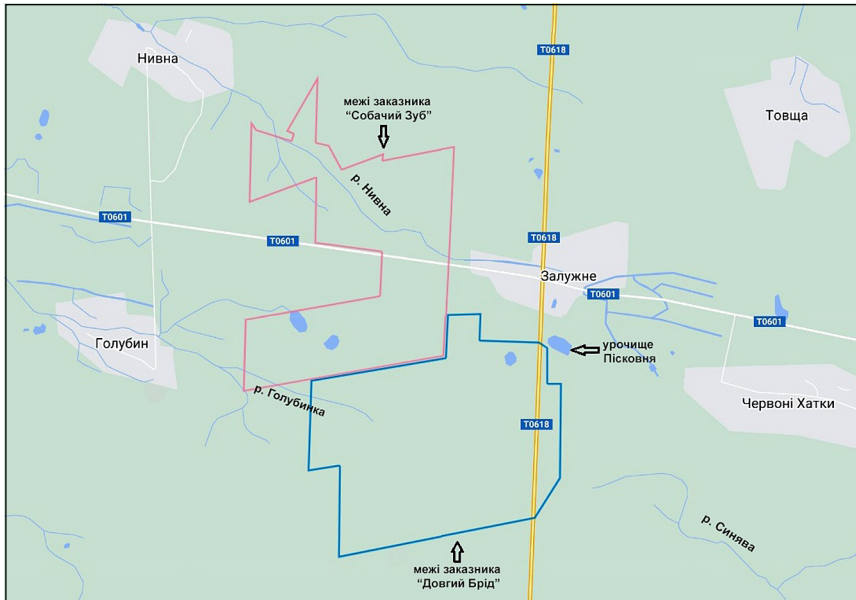 T0618
Нивна
межі заказника
“Собачий Зуб”
Товща
р. Нивна
T0601
T0601
T0618
Залужне
T0601
T0601
Голубин
урочище
Пісковня
р. Голубинка
Червоні Хатки
T0618
р. Синява
межі заказника
“Довгий Брід”